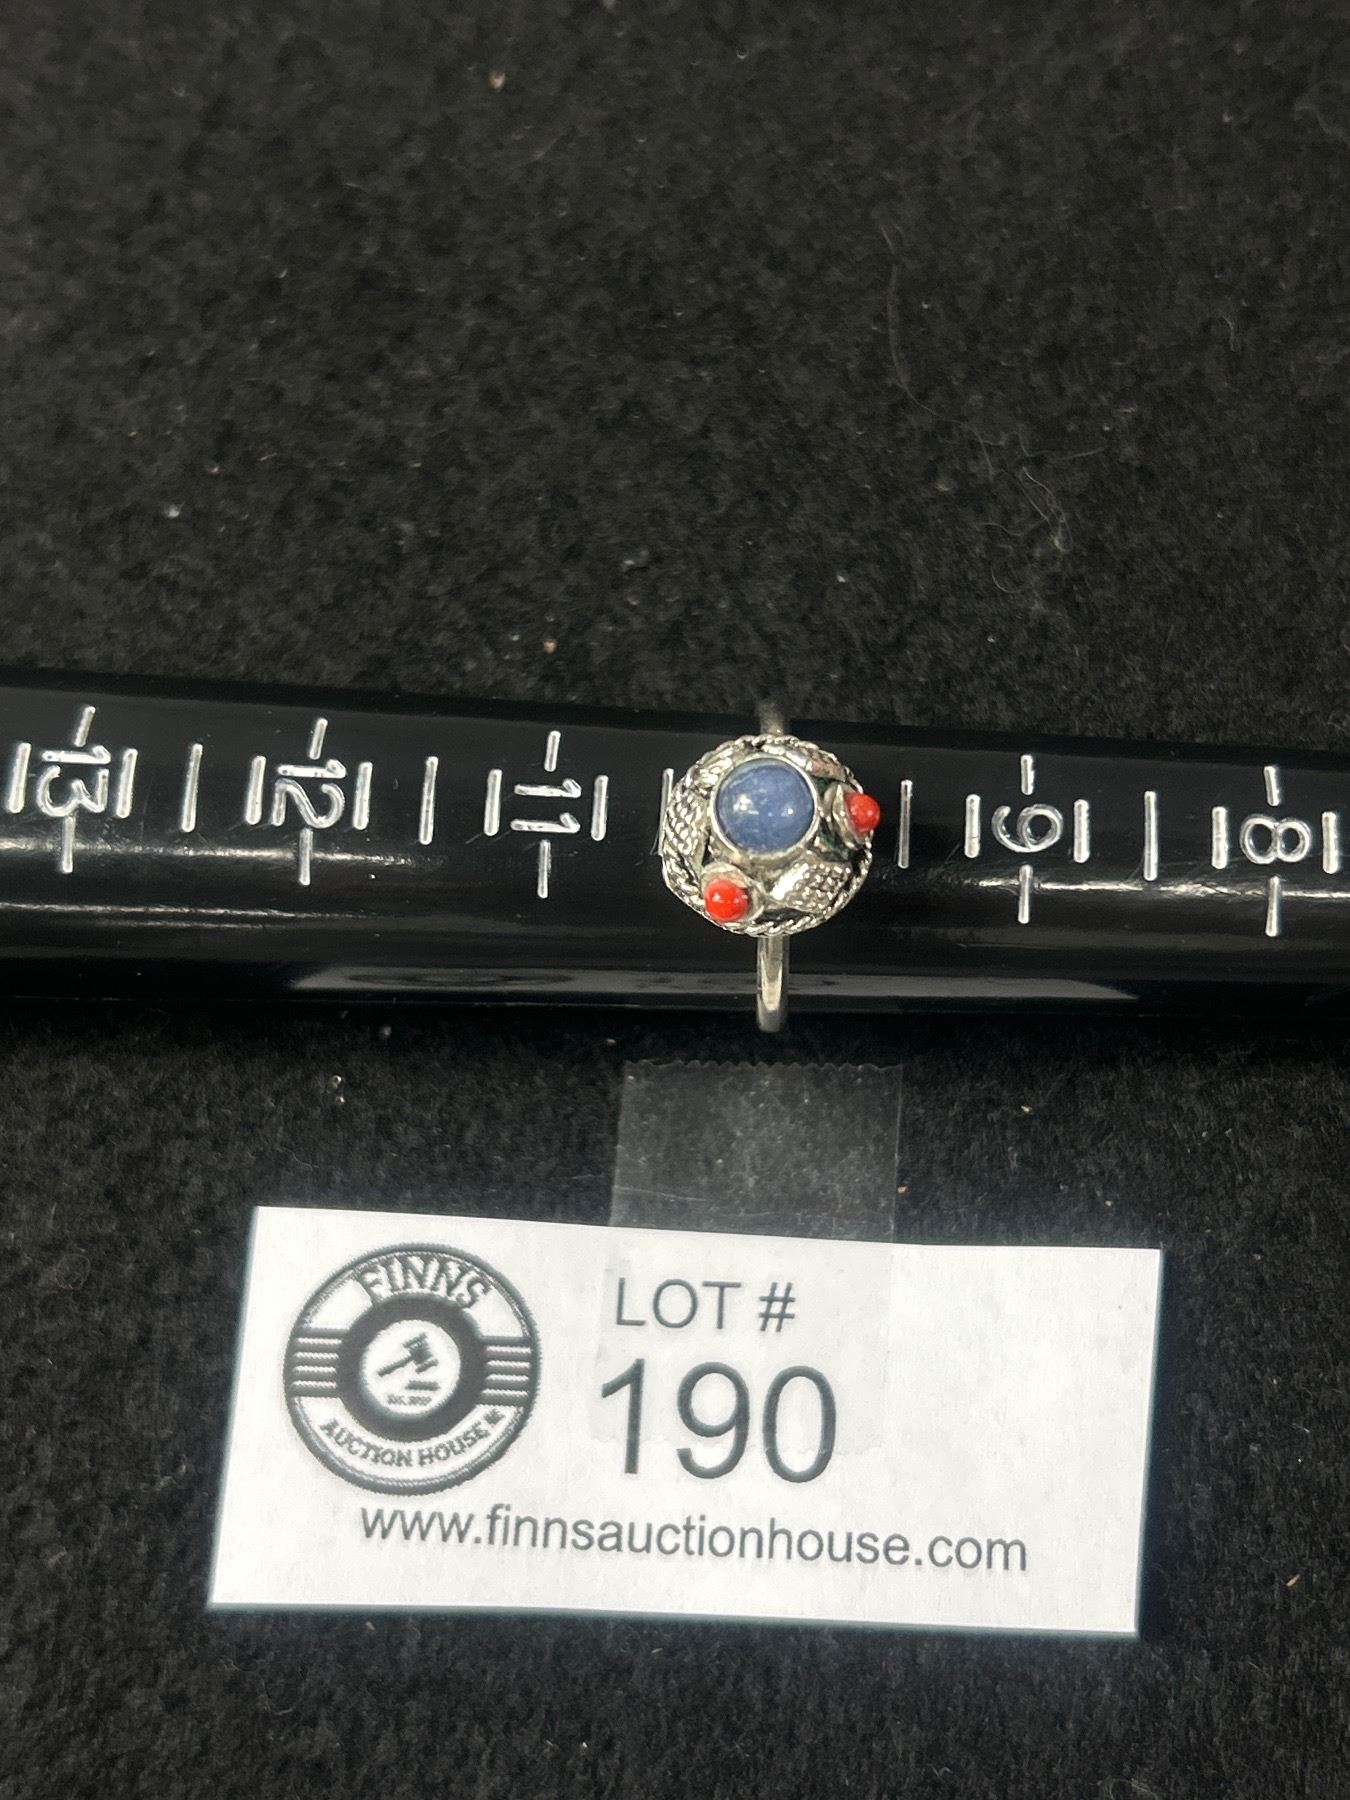 13 12 11 9 8
FINNS
AUCTION HOUSE
LOT #
190
www.finnsauctionhouse.com